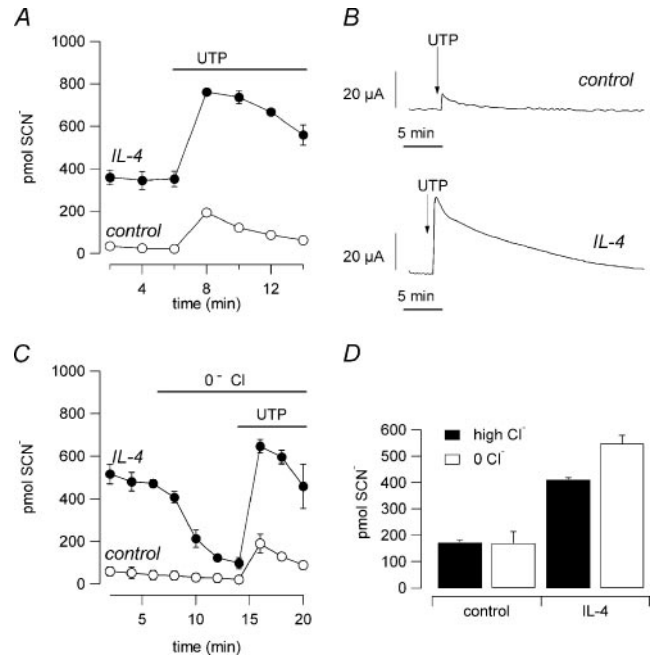 A
1000
800
600
400
200
0
pmol SCN⁻
UTP
IL-4
control
4
8
12
time (min)
B
UTP
control
20 µA
5 min
UTP
IL-4
20 µA
5 min
C
1000
800
600
400
200
0
pmol SCN⁻
0⁻ Cl
UTP
IL-4
control
5
10
15
20
time (min)
D
600
500
400
300
200
100
0
pmol SCN⁻
high Cl⁻
0 Cl⁻
control
IL-4